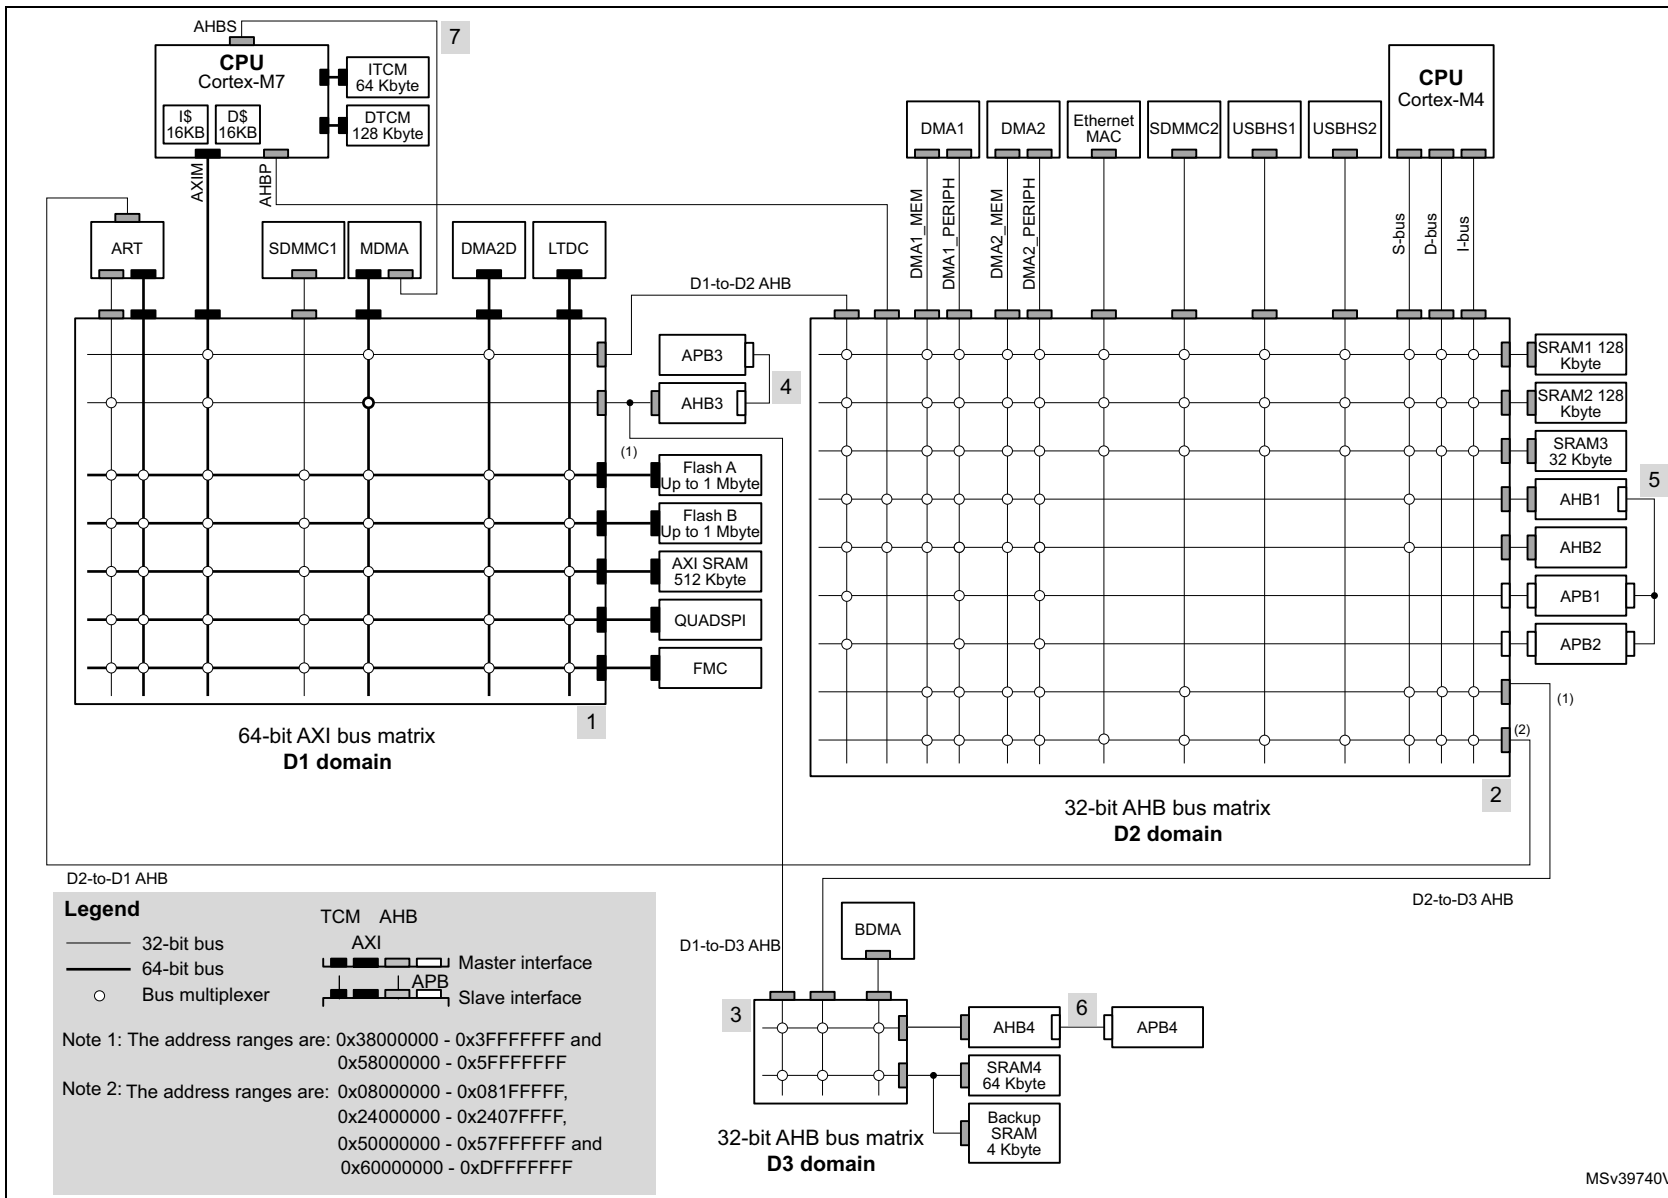 AHBS
7
CPU
Cortex-M7
I$
16KB
D$
16KB
ITCM
64 Kbyte
DTCM
128 Kbyte
AXIM
AHBP
CPU
Cortex-M4
DMA1
DMA2
Ethernet
MAC
SDMMC2
USBHS1
USBHS2
DMA1_MEM
DMA1_PERIPH
DMA2_MEM
DMA2_PERIPH
S-bus
D-bus
I-bus
ART
SDMMC1
MDMA
DMA2D
LTDC
D1-to-D2 AHB
APB3
4
AHB3
(1)
Flash A
Up to 1 Mbyte
Flash B
Up to 1 Mbyte
AXI SRAM
512 Kbyte
QUADSPI
FMC
1
64-bit AXI bus matrix
D1 domain
SRAM1 128
Kbyte
SRAM2 128
Kbyte
SRAM3
32 Kbyte
5
AHB1
AHB2
APB1
APB2
(1)
(2)
2
32-bit AHB bus matrix
D2 domain
D2-to-D1 AHB
D2-to-D3 AHB
Legend
32-bit bus
64-bit bus
Bus multiplexer
TCM AHB
AXI
Master interface
APB
Slave interface
Note 1: The address ranges are: 0x38000000 - 0x3FFFFFFF and
0x58000000 - 0x5FFFFFFF
Note 2: The address ranges are: 0x08000000 - 0x081FFFFF,
0x24000000 - 0x2407FFFF,
0x50000000 - 0x57FFFFFF and
0x60000000 - 0xDFFFFFFF
D1-to-D3 AHB
BDMA
3
AHB4
6
APB4
SRAM4
64 Kbyte
Backup
SRAM
4 Kbyte
32-bit AHB bus matrix
D3 domain
MSv39740V